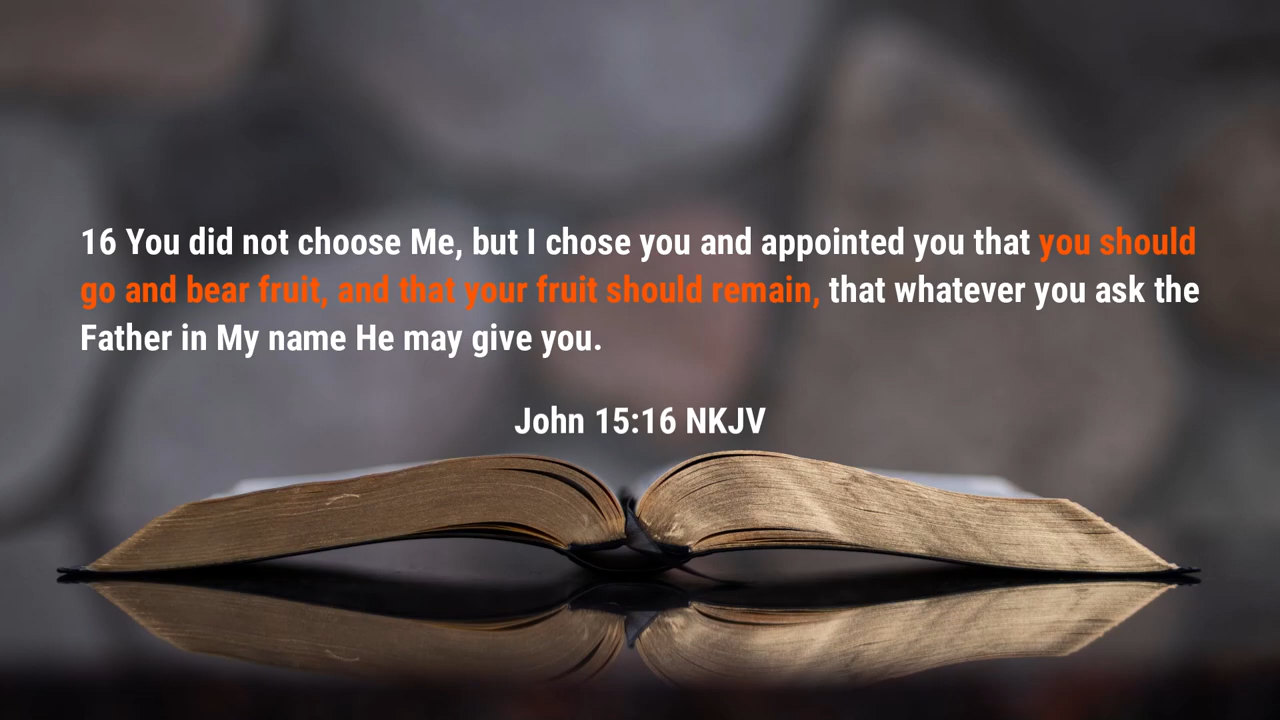 16 You did not choose Me, but I chose you and appointed you that you should
go and bear fruit, and that your fruit should remain, that whatever you ask the
Father in My name He may give you.
John 15:16 NKJV